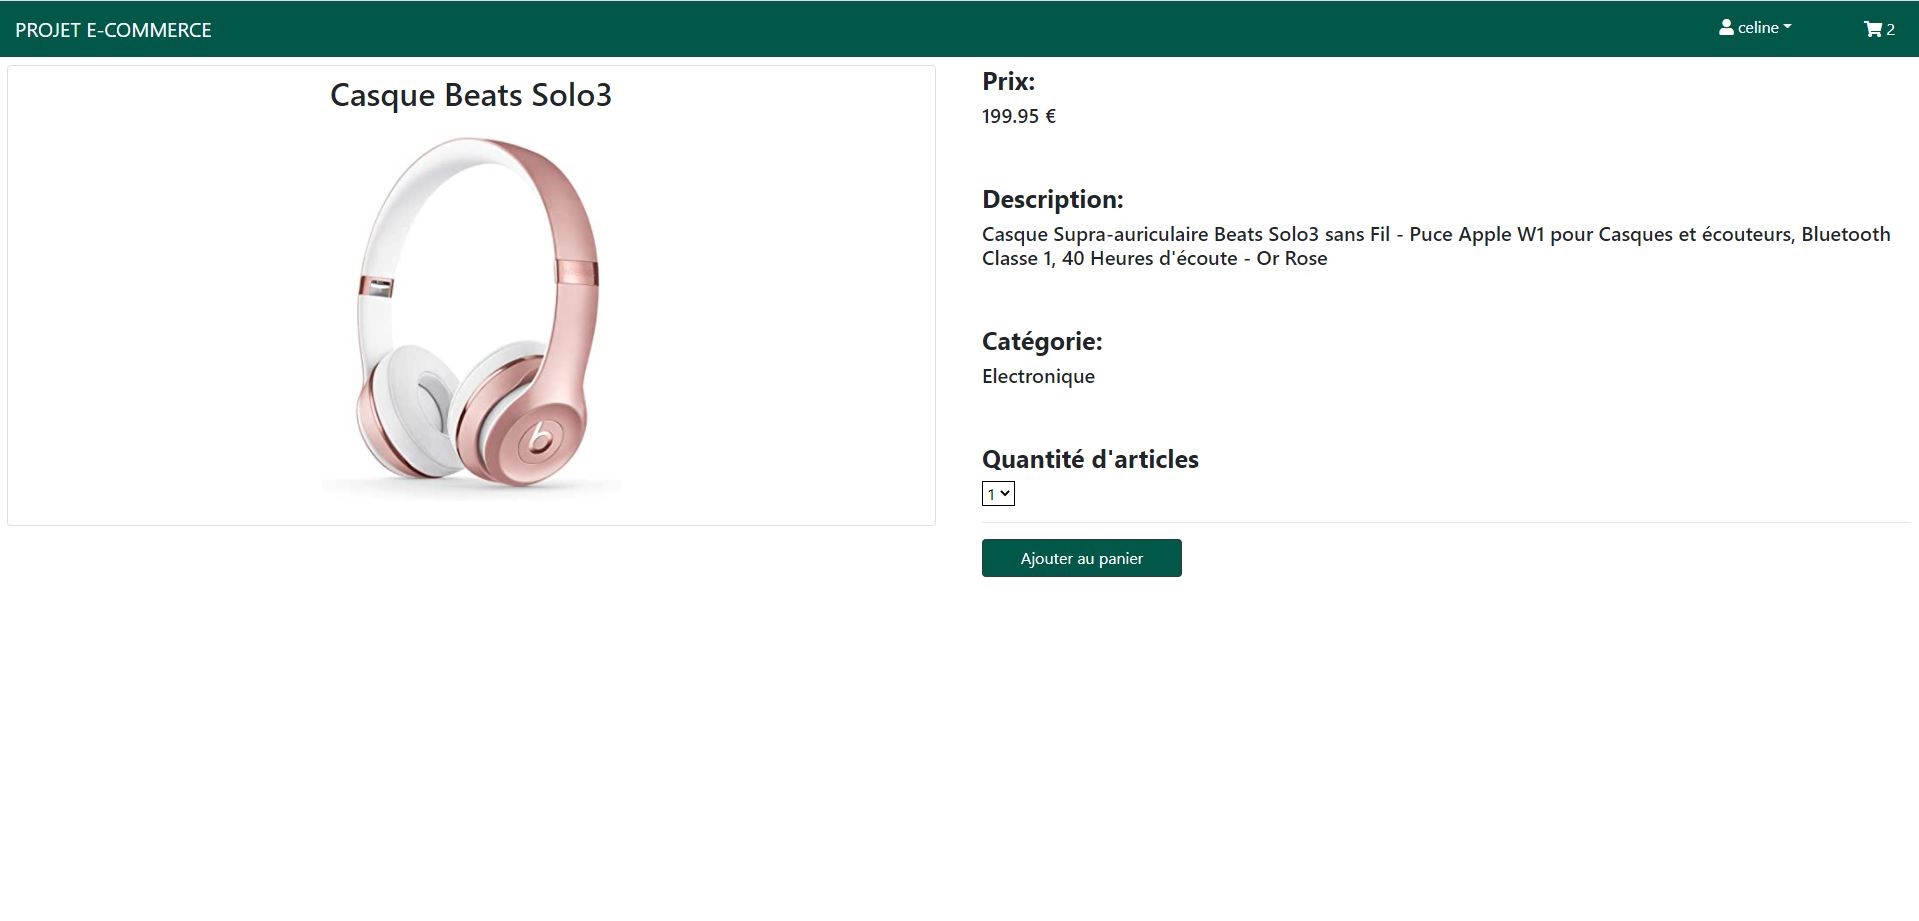 PROJET E-COMMERCE
celine
2
Casque Beats Solo3
Prix:
199.95 €
Description:
Casque Supra-auriculaire Beats Solo3 sans Fil - Puce Apple W1 pour Casques et écouteurs, Bluetooth
Classe 1, 40 Heures d'écoute - Or Rose
Catégorie:
Electronique
Quantité d'articles
1
Ajouter au panier